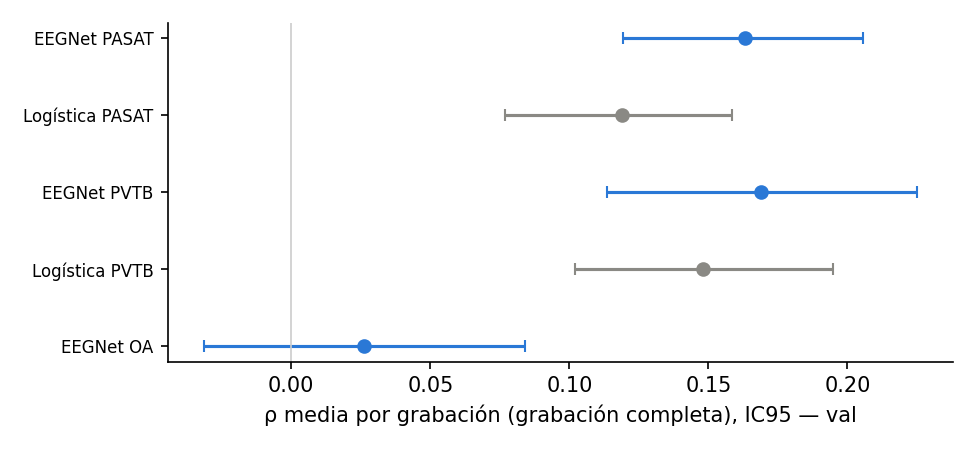 EEGNet PASAT
Logística PASAT
EEGNet PVTB
Logística PVTB
EEGNet OA
0.00 0.05 0.10 0.15 0.20
ρ media por grabación (grabación completa), IC95 — val